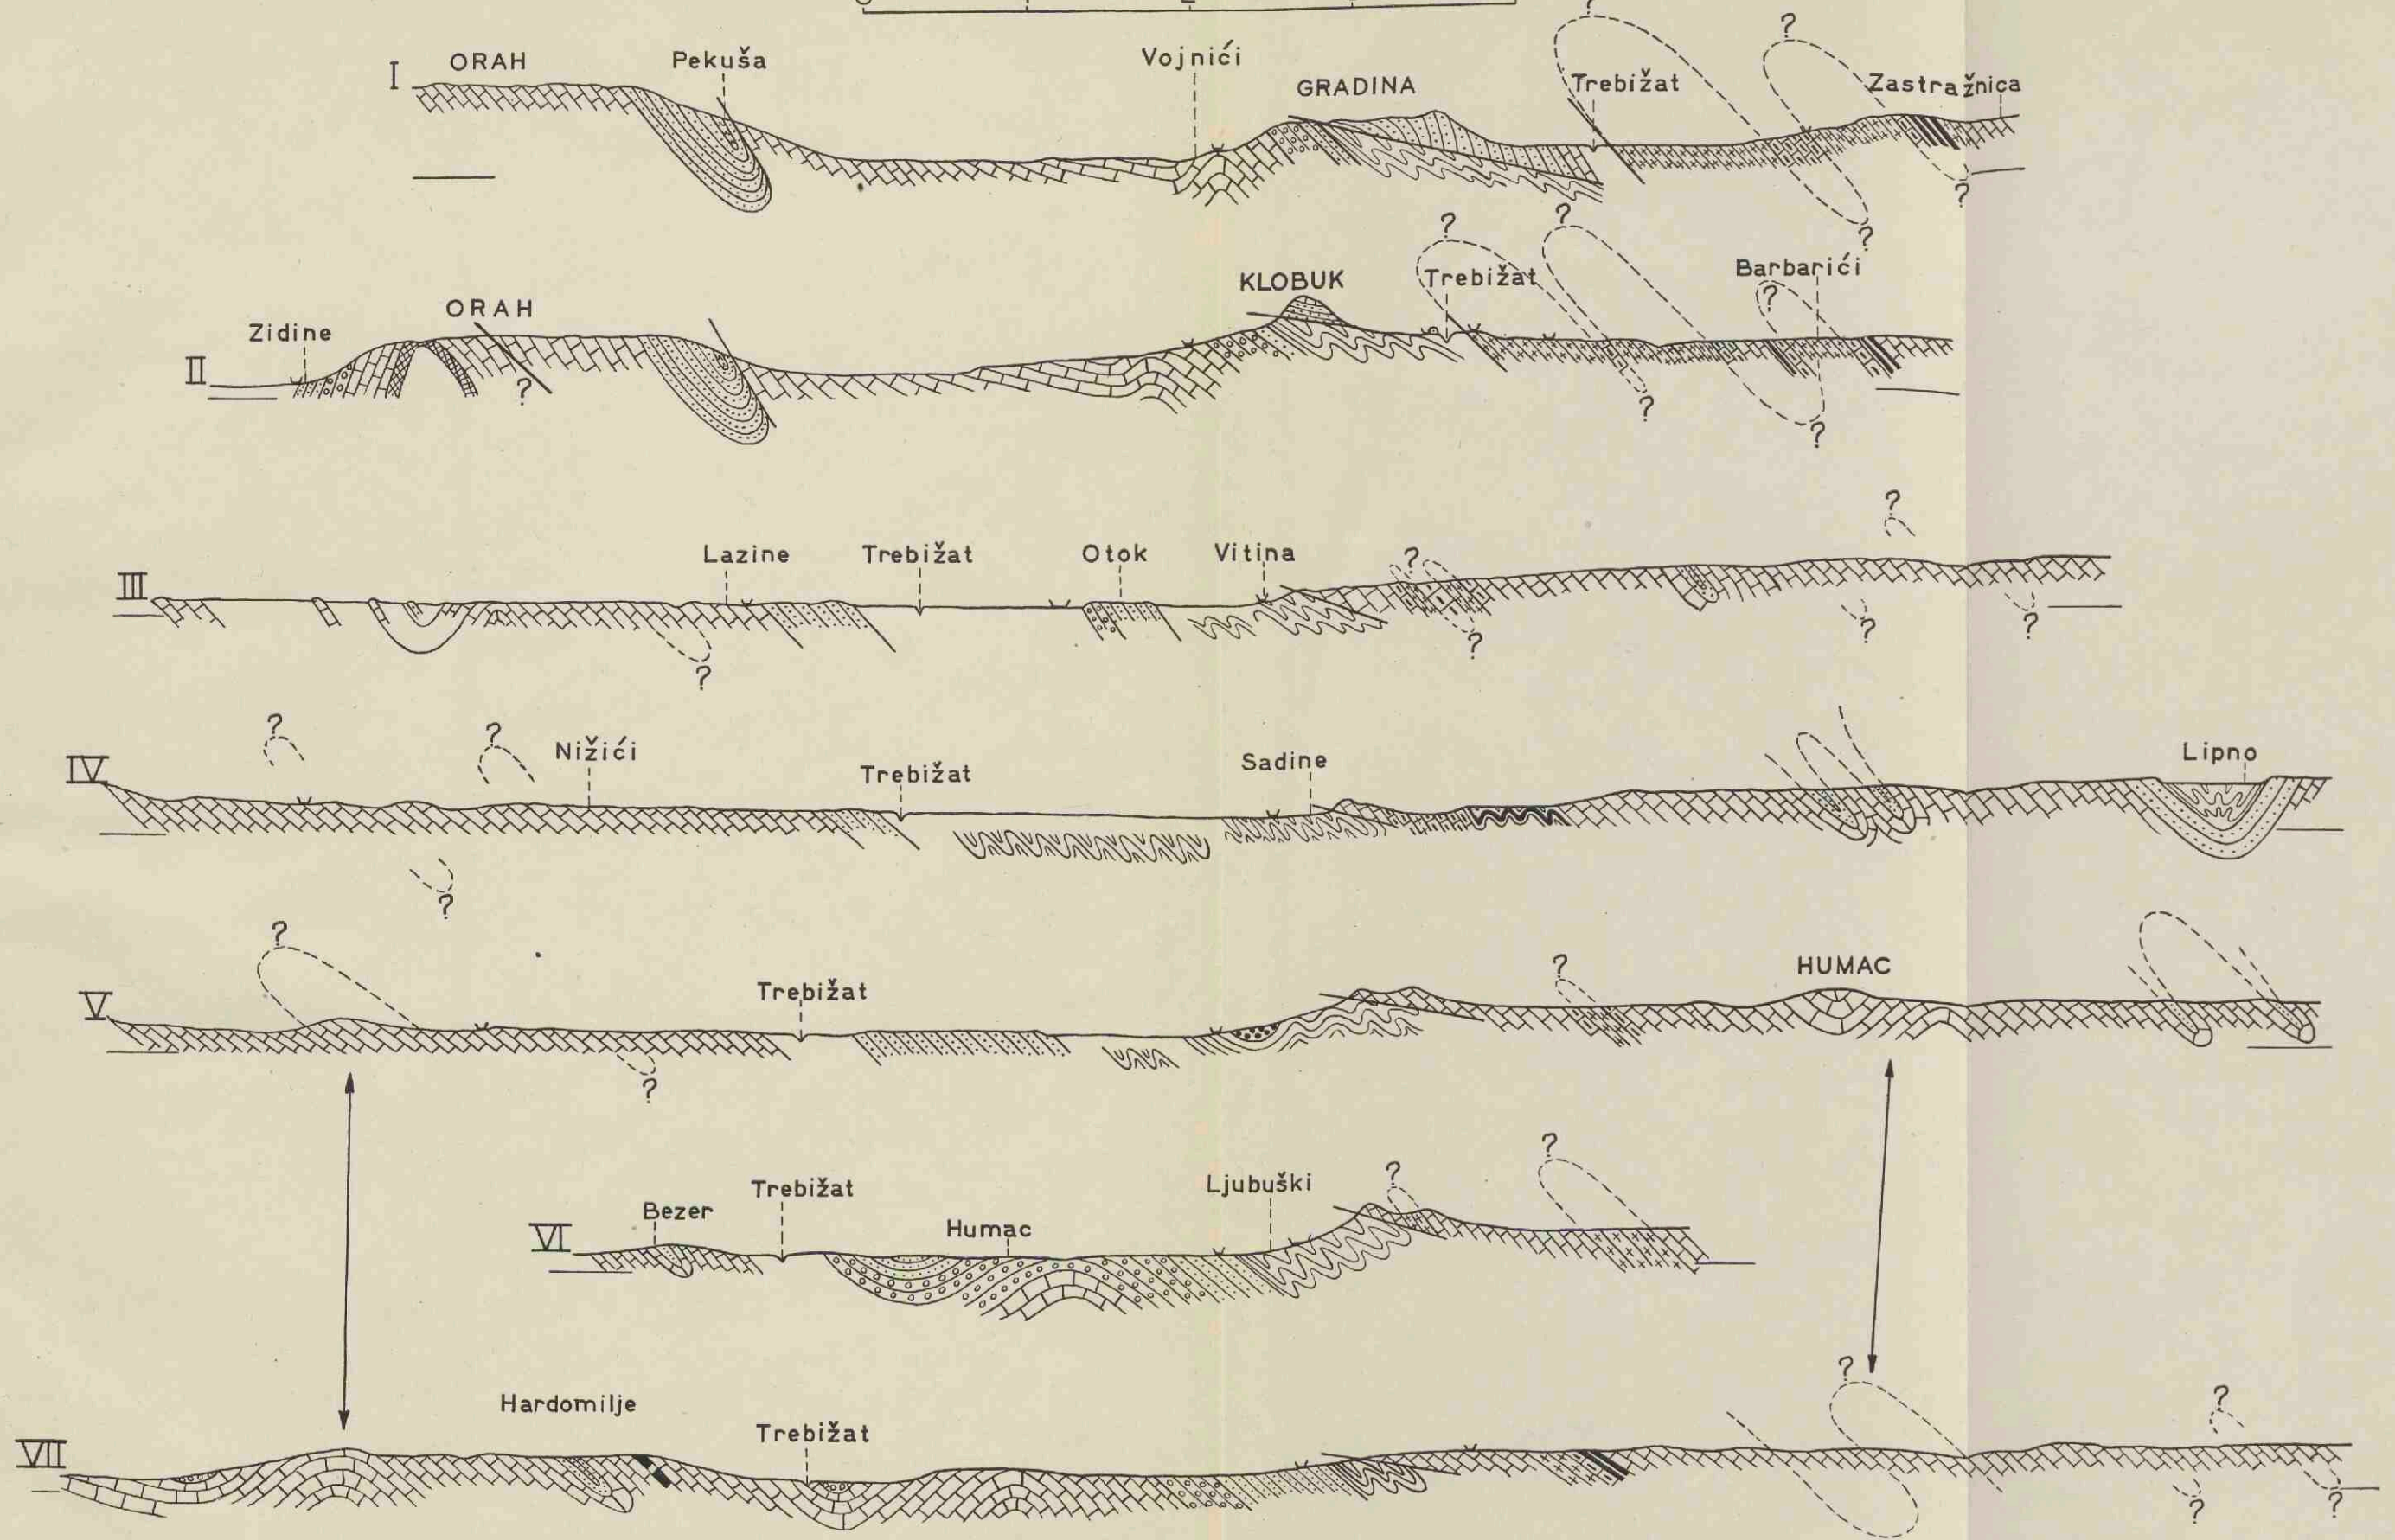 I ORAH Pekuša Vojnići GRADINA ? Trebižat ? Zastražnica
? ?
II Zidine ORAH ? KLOBUK ? Trebižat ? ? Barbarići
? ?
III Lazine Trebižat Otok Vitina ? ?
? ? ? ?
IV ? ? Nižići Trebižat Sadine Lipno
?
V ? Trebižat ? HUMAC
?
VI Bezer Trebižat Humac Ljubuški ? ?
VII Hardomilje Trebižat ? ?
? ?